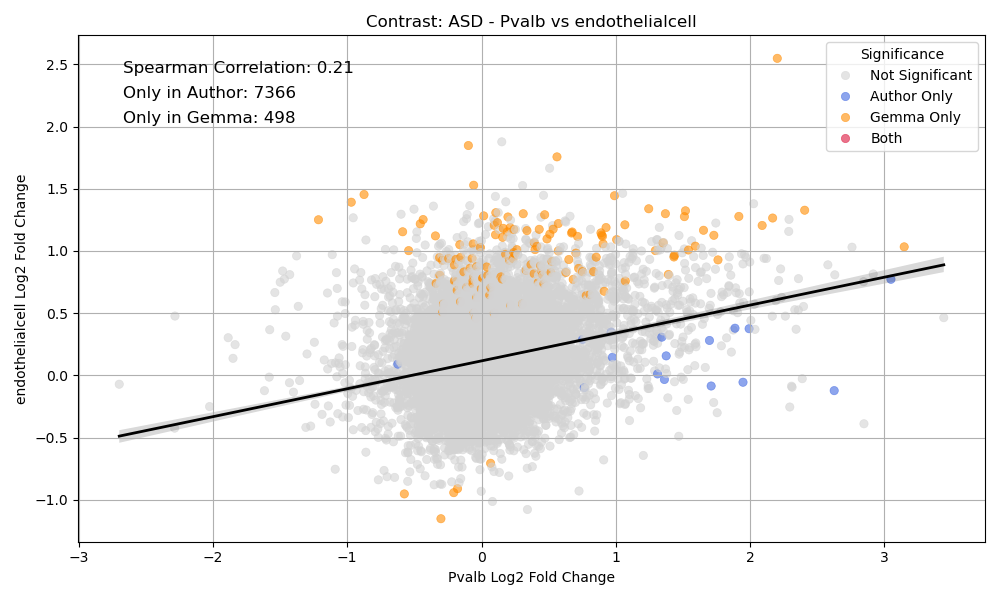 Contrast: ASD - Pvalb vs endothelialcell
Spearman Correlation: 0.21
Only in Author: 7366
Only in Gemma: 498
Significance
Not Significant
Author Only
Gemma Only
Both
endothelialcell Log2 Fold Change
2.5
2.0
1.5
1.0
0.5
0.0
−0.5
−1.0
−3
−2
−1
0
1
2
3
Pvalb Log2 Fold Change